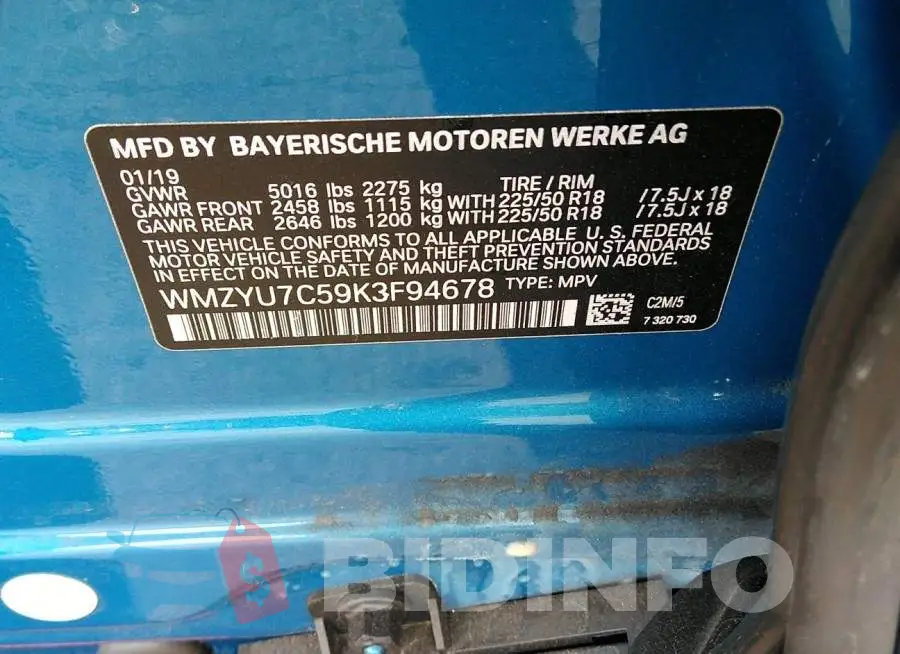 MFD BY BAYERISCHE MOTOREN WERKE AG
01/19 TIRE / RIM
GVWR 5016 lbs 2275 kg
GAWR FRONT 2458 lbs 1115 kg WITH 225/50 R18 / 7.5J x 18
GAWR REAR 2646 lbs 1200 kg WITH 225/50 R18 / 7.5J x 18
THIS VEHICLE CONFORMS TO ALL APPLICABLE U. S. FEDERAL
MOTOR VEHICLE SAFETY AND THEFT PREVENTION STANDARDS
IN EFFECT ON THE DATE OF MANUFACTURE SHOWN ABOVE.
WMZYU7C59K3F94678 TYPE: MPV
C2M/5
7 320 730
$ BIDINFO